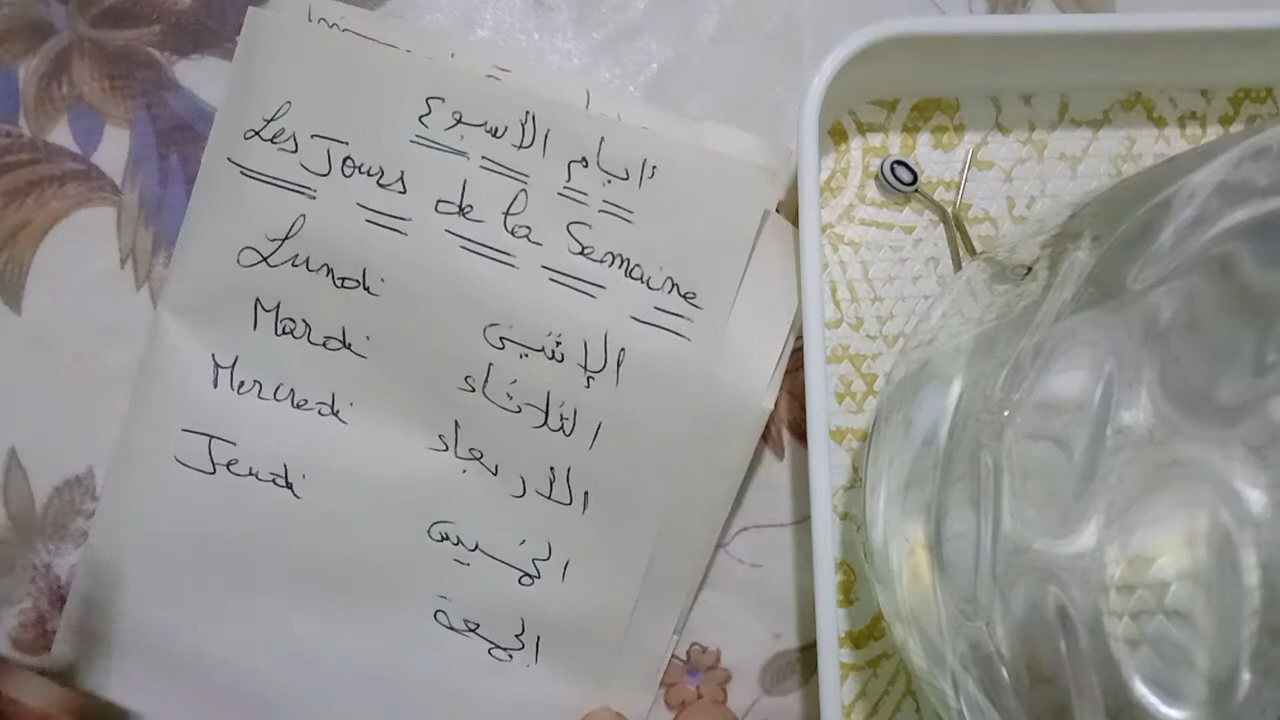 أيام الأسبوع
Les Jours de la Semaine
Lundi الإثنين
Mardi الثلاثاء
Mercredi الأربعاء
Jeudi الخميس
الجمعة